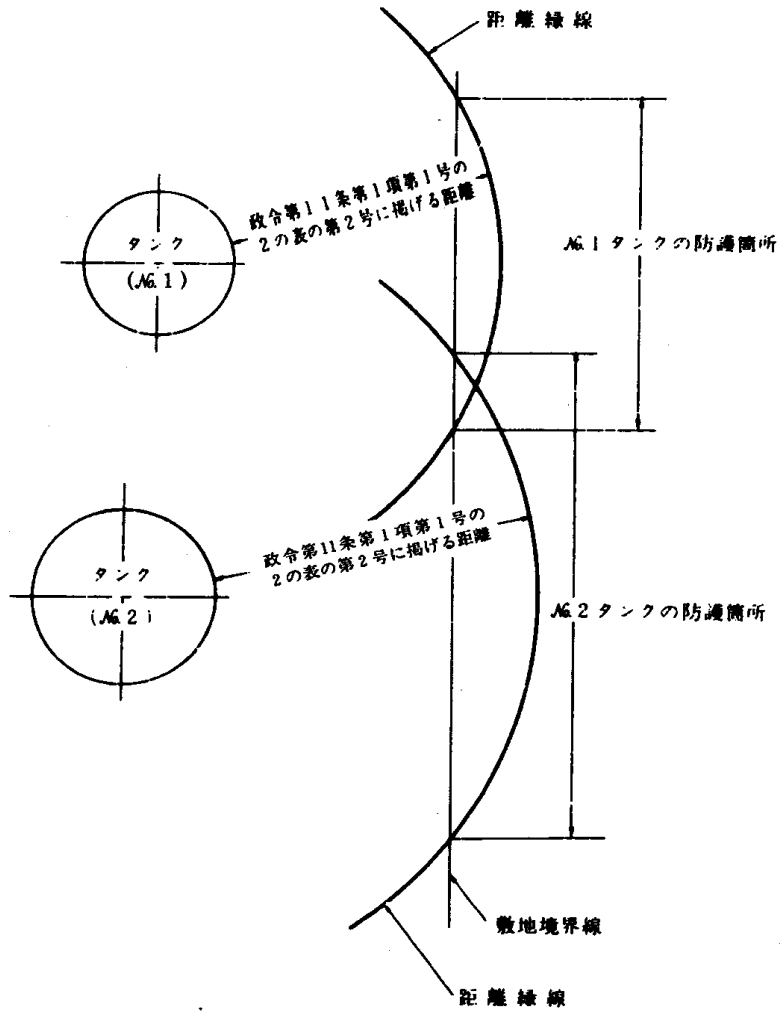 距離縁線
政令第11条第1項第1号の
2の表の第2号に掲げる距離
タンク
(№1)
№1タンクの防護箇所
政令第11条第1項第1号の
2の表の第2号に掲げる距離
タンク
(№2)
№2タンクの防護箇所
敷地境界線
距離縁線